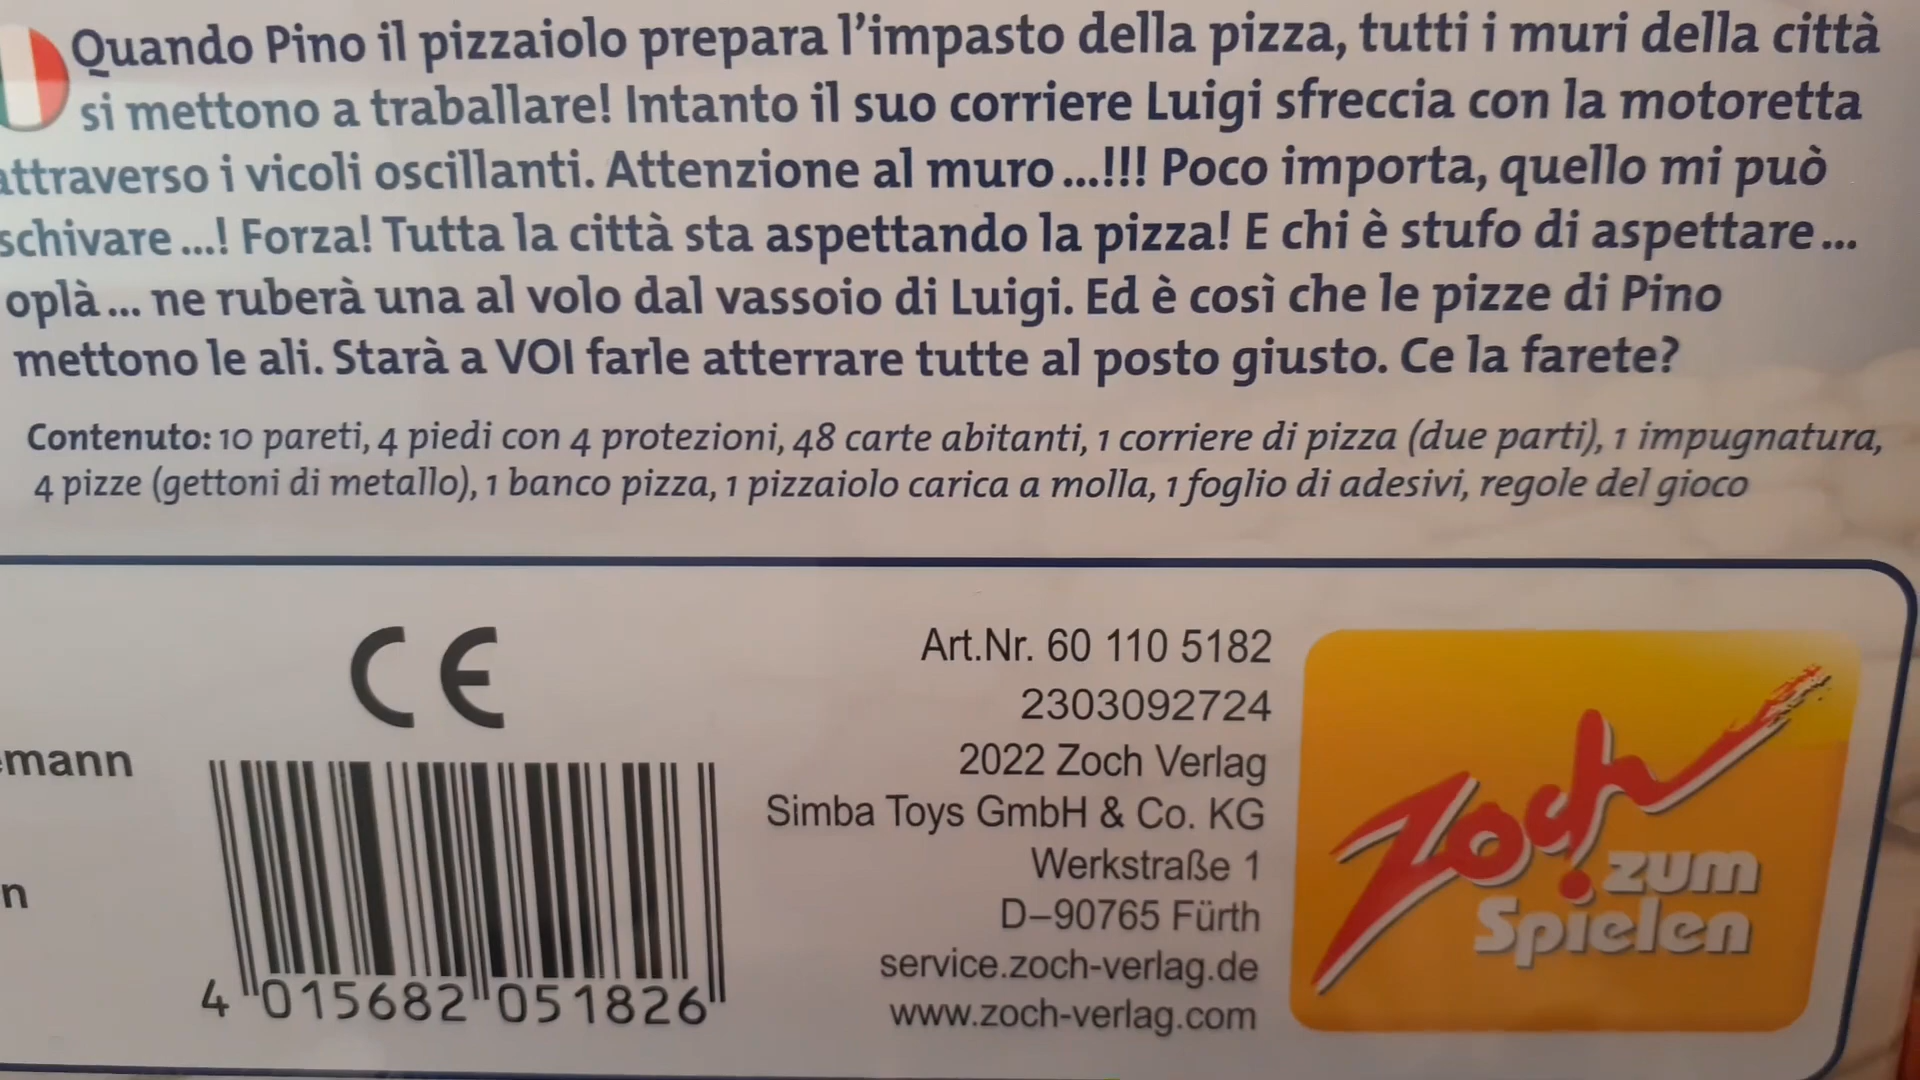 Quando Pino il pizzaiolo prepara l'impasto della pizza, tutti i muri della città
si mettono a traballare! Intanto il suo corriere Luigi sfreccia con la motoretta
attraverso i vicoli oscillanti. Attenzione al muro...!!! Poco importa, quello mi può
schivare...! Forza! Tutta la città sta aspettando la pizza! E chi è stufo di aspettare...
oplà... ne ruberà una al volo dal vassoio di Luigi. Ed è così che le pizze di Pino
mettono le ali. Starà a VOI farle atterrare tutte al posto giusto. Ce la farete?
Contenuto: 10 pareti, 4 piedi con 4 protezioni, 48 carte abitanti, 1 corriere di pizza (due parti), 1 impugnatura,
4 pizze (gettoni di metallo), 1 banco pizza, 1 pizzaiolo carica a molla, 1 foglio di adesivi, regole del gioco
CE
mann
n
4 015682 051826
Art.Nr. 60 110 5182
2303092724
2022 Zoch Verlag
Simba Toys GmbH & Co. KG
Werkstraße 1
D–90765 Fürth
service.zoch-verlag.de
www.zoch-verlag.com
Zoch
zum
Spielen